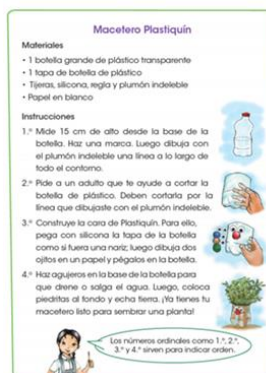 Macetero Plastiquín
Materiales
• 1 botella grande de plástico transparente
• 1 tapa de botella de plástico
• Tijeras, silicona, regla y plumón indeleble
• Papel en blanco
Instrucciones
1.° Mide 15 cm de alto desde la base de la
botella. Haz una marca. Luego dibuja con
el plumón indeleble una línea a lo largo de
todo el contorno.
2.° Pide a un adulto que te ayude a cortar la
botella de plástico. Deben cortarla por la
línea que dibujaste con el plumón indeleble.
3.° Construye la cara de Plastiquín. Para ello,
pega con silicona la tapa de la botella
como si fuera una nariz; luego dibuja dos
ojitos en un papel y pégalos en la botella.
4.° Haz agujeros en la base de la botella para
que drene o salga el agua. Luego, coloca
piedritas al fondo y echa tierra. ¡Ya tienes tu
macetero listo para sembrar una planta!
Los números ordinales como 1.°, 2.°,
3.° y 4.° sirven para indicar orden.